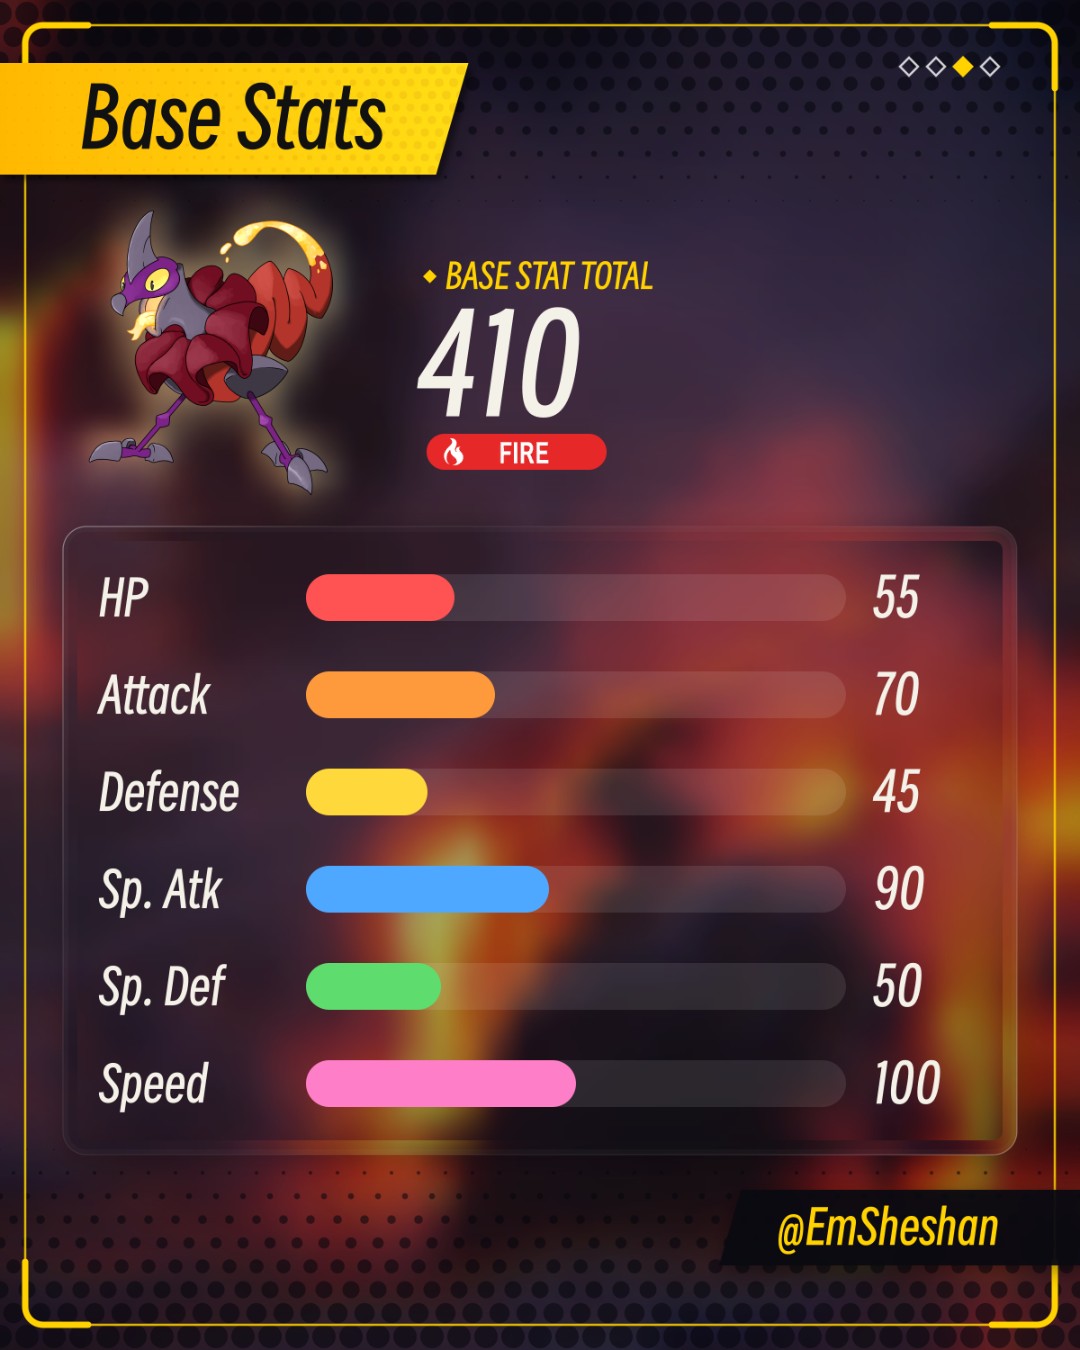 Base Stats
BASE STAT TOTAL
410
FIRE
HP 55
Attack 70
Defense 45
Sp. Atk 90
Sp. Def 50
Speed 100
@EmSheshan